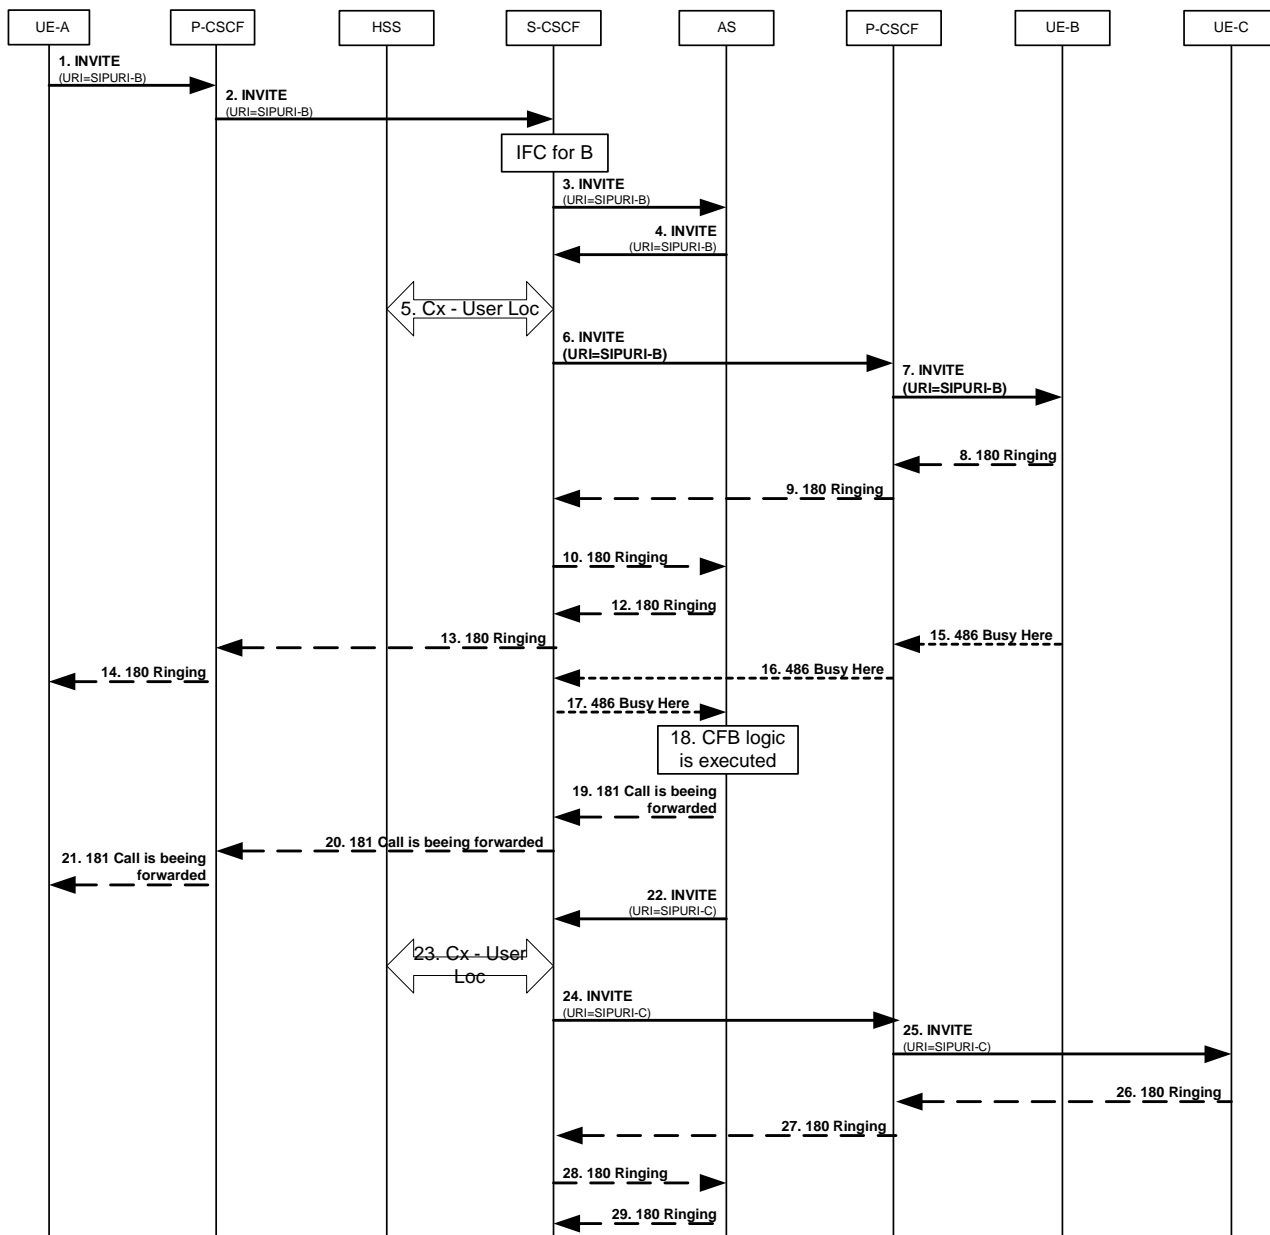 UE-A
P-CSCF
HSS
S-CSCF
AS
P-CSCF
UE-B
UE-C
1. INVITE
(URI=SIPURI-B)
2. INVITE
(URI=SIPURI-B)
IFC for B
3. INVITE
(URI=SIPURI-B)
4. INVITE
(URI=SIPURI-B)
5. Cx - User Loc
6. INVITE
(URI=SIPURI-B)
7. INVITE
(URI=SIPURI-B)
8. 180 Ringing
9. 180 Ringing
10. 180 Ringing
12. 180 Ringing
13. 180 Ringing
15. 486 Busy Here
14. 180 Ringing
16. 486 Busy Here
17. 486 Busy Here
18. CFB logic
is executed
19. 181 Call is beeing
forwarded
20. 181 Call is beeing forwarded
21. 181 Call is beeing
forwarded
22. INVITE
(URI=SIPURI-C)
23. Cx - User
Loc
24. INVITE
(URI=SIPURI-C)
25. INVITE
(URI=SIPURI-C)
26. 180 Ringing
27. 180 Ringing
28. 180 Ringing
29. 180 Ringing